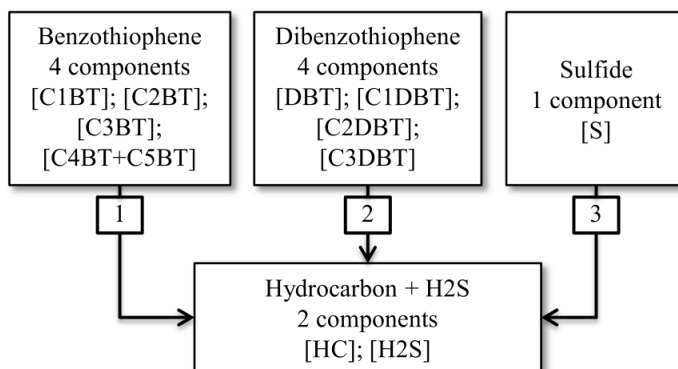 Benzothiophene
4 components
[C1BT]; [C2BT];
[C3BT];
[C4BT+C5BT]
Dibenzothiophene
4 components
[DBT]; [C1DBT];
[C2DBT];
[C3DBT]
Sulfide
1 component
[S]
1
2
3
Hydrocarbon + H2S
2 components
[HC]; [H2S]